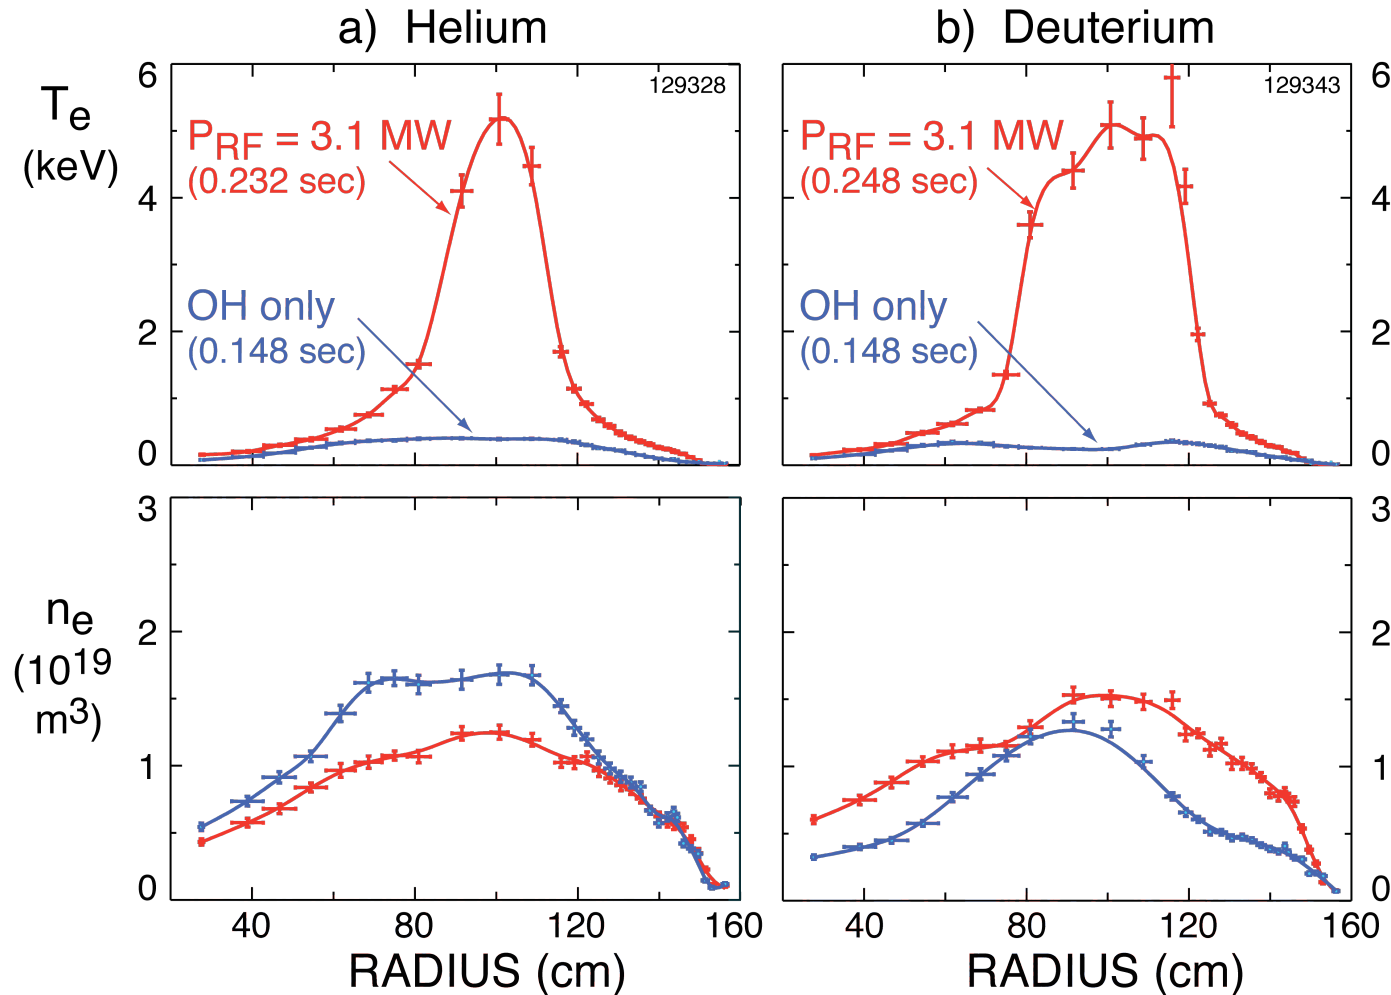 a) Helium
b) Deuterium
T_e
(keV)
6
4
2
0
129328
P_RF = 3.1 MW
(0.232 sec)
OH only
(0.148 sec)
129343
P_RF = 3.1 MW
(0.248 sec)
OH only
(0.148 sec)
6
4
2
0
n_e
(10^19
m^3)
3
2
1
0
3
2
1
0
40 80 120 160
40 80 120 160
RADIUS (cm)
RADIUS (cm)